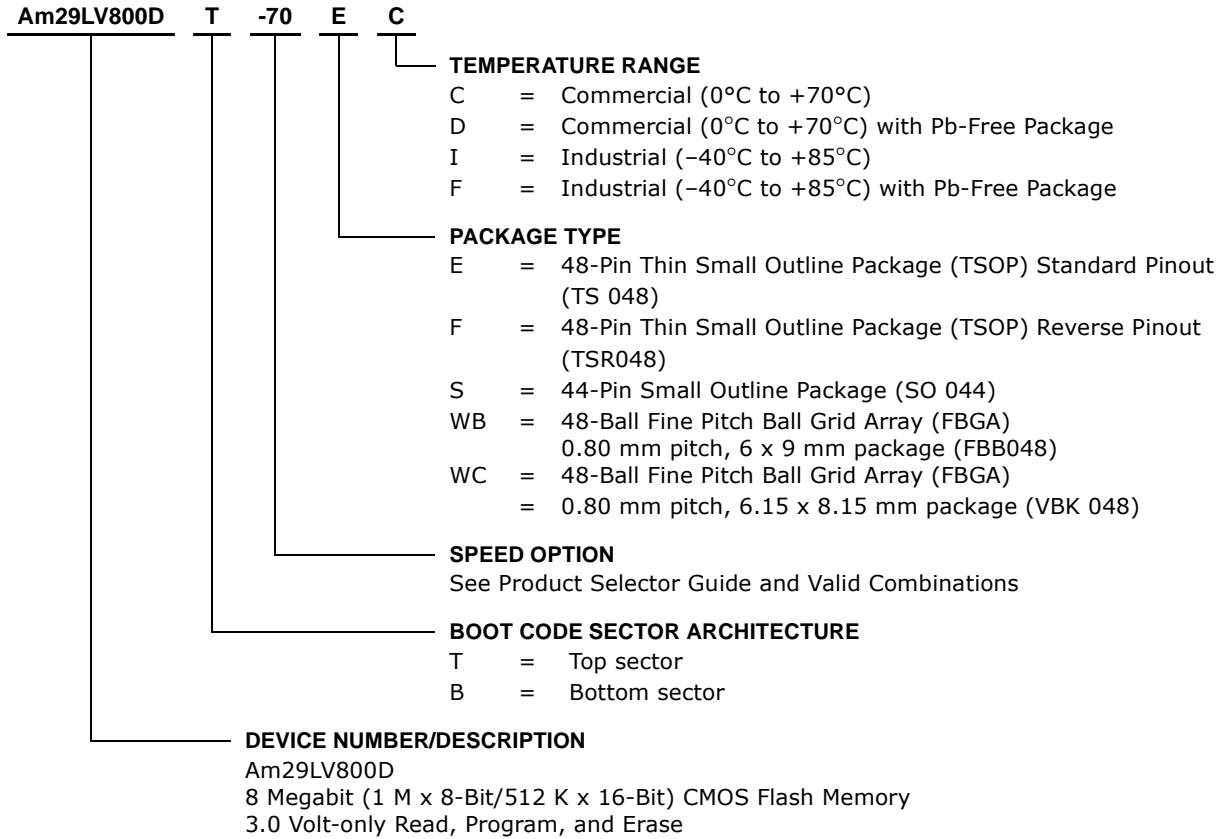 Am29LV800D T -70 E C
TEMPERATURE RANGE
C = Commercial (0°C to +70°C)
D = Commercial (0°C to +70°C) with Pb-Free Package
I = Industrial (–40°C to +85°C)
F = Industrial (–40°C to +85°C) with Pb-Free Package
PACKAGE TYPE
E = 48-Pin Thin Small Outline Package (TSOP) Standard Pinout
(TS 048)
F = 48-Pin Thin Small Outline Package (TSOP) Reverse Pinout
(TSR048)
S = 44-Pin Small Outline Package (SO 044)
WB = 48-Ball Fine Pitch Ball Grid Array (FBGA)
0.80 mm pitch, 6 x 9 mm package (FBB048)
WC = 48-Ball Fine Pitch Ball Grid Array (FBGA)
= 0.80 mm pitch, 6.15 x 8.15 mm package (VBK 048)
SPEED OPTION
See Product Selector Guide and Valid Combinations
BOOT CODE SECTOR ARCHITECTURE
T = Top sector
B = Bottom sector
DEVICE NUMBER/DESCRIPTION
Am29LV800D
8 Megabit (1 M x 8-Bit/512 K x 16-Bit) CMOS Flash Memory
3.0 Volt-only Read, Program, and Erase